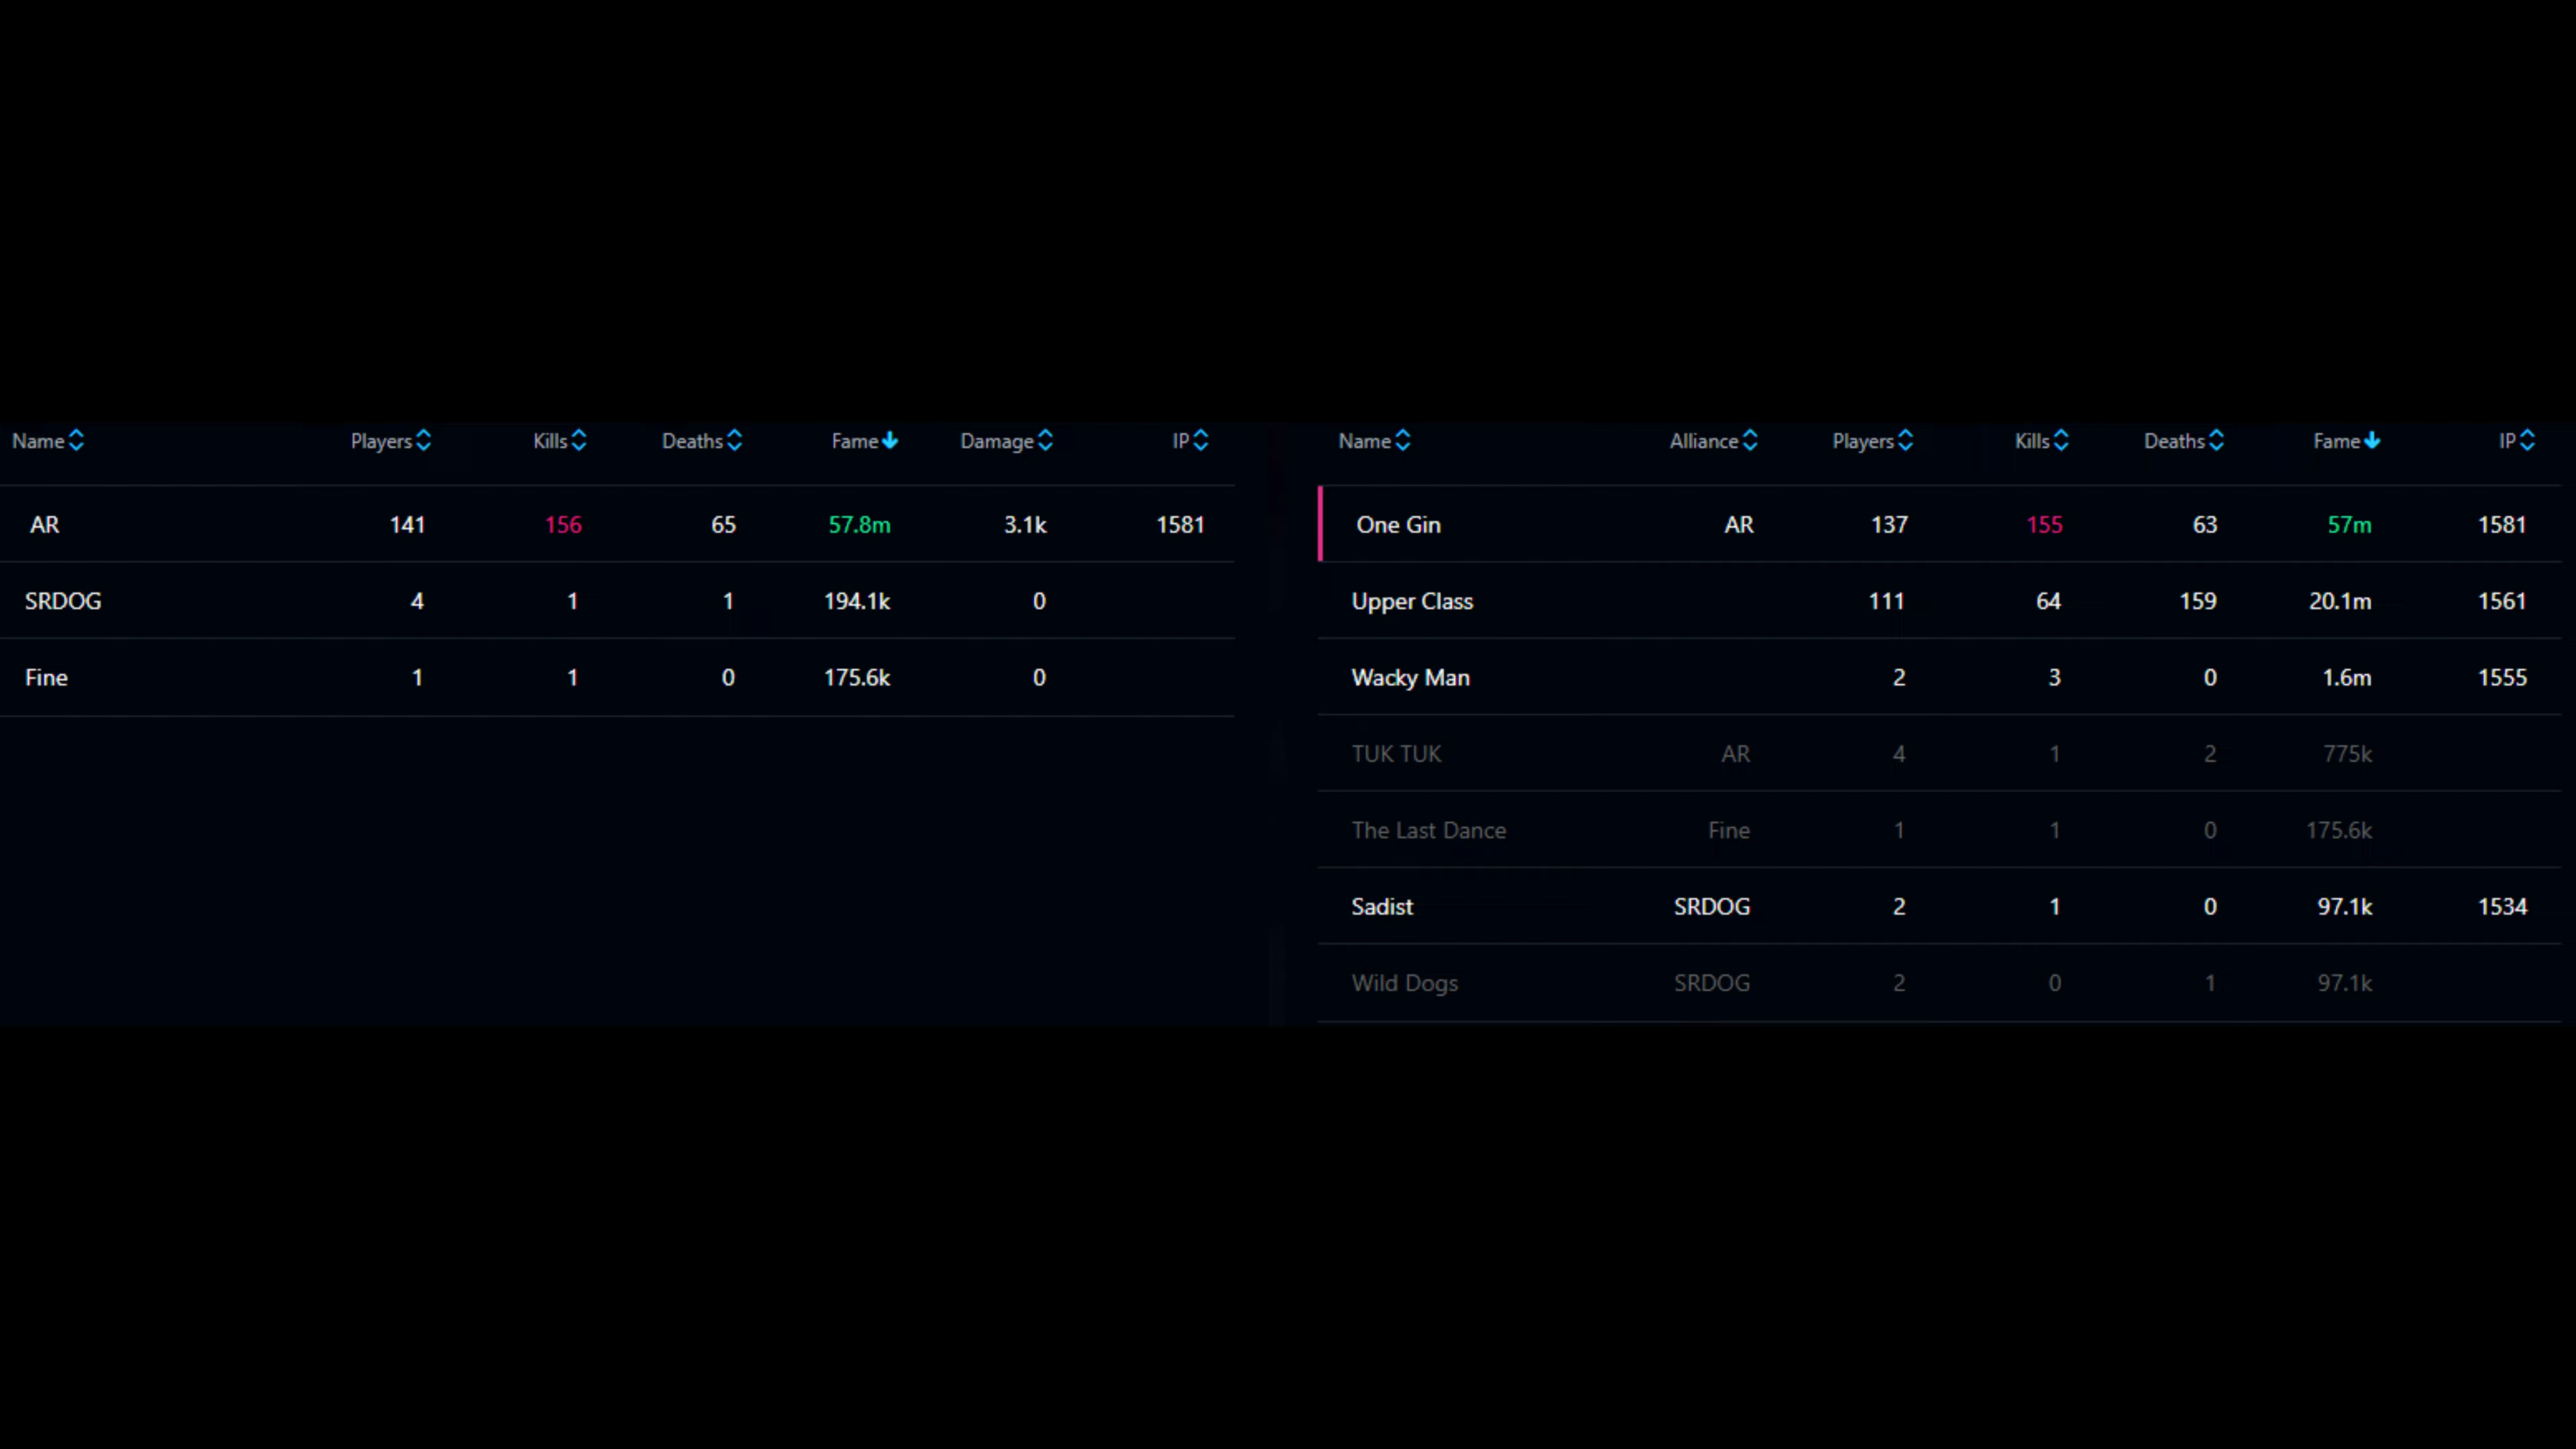 Name Players Kills Deaths Fame Damage IP
AR 141 156 65 57.8m 3.1k 1581
SRDOG 4 1 1 194.1k 0
Fine 1 1 0 175.6k 0
Name Alliance Players Kills Deaths Fame IP
One Gin AR 137 155 63 57m 1581
Upper Class 111 64 159 20.1m 1561
Wacky Man 2 3 0 1.6m 1555
TUK TUK AR 4 1 2 775k
The Last Dance Fine 1 1 0 175.6k
Sadist SRDOG 2 1 0 97.1k 1534
Wild Dogs SRDOG 2 0 1 97.1k